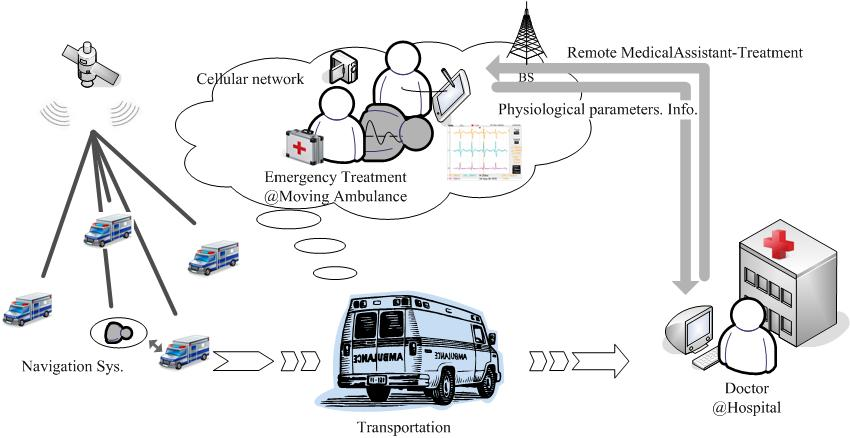 Remote MedicalAssistant-Treatment
BS
Cellular network
Physiological parameters. Info.
Emergency Treatment
@Moving Ambulance
Navigation Sys.
AMBULANCE
AMBULANCE
Transportation
Doctor
@Hospital